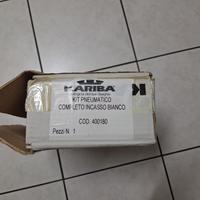 KARIBA
KIT PNEUMATICO
COMPLETO INCASSO BIANCO
COD. 400180
Pezzi N. 1